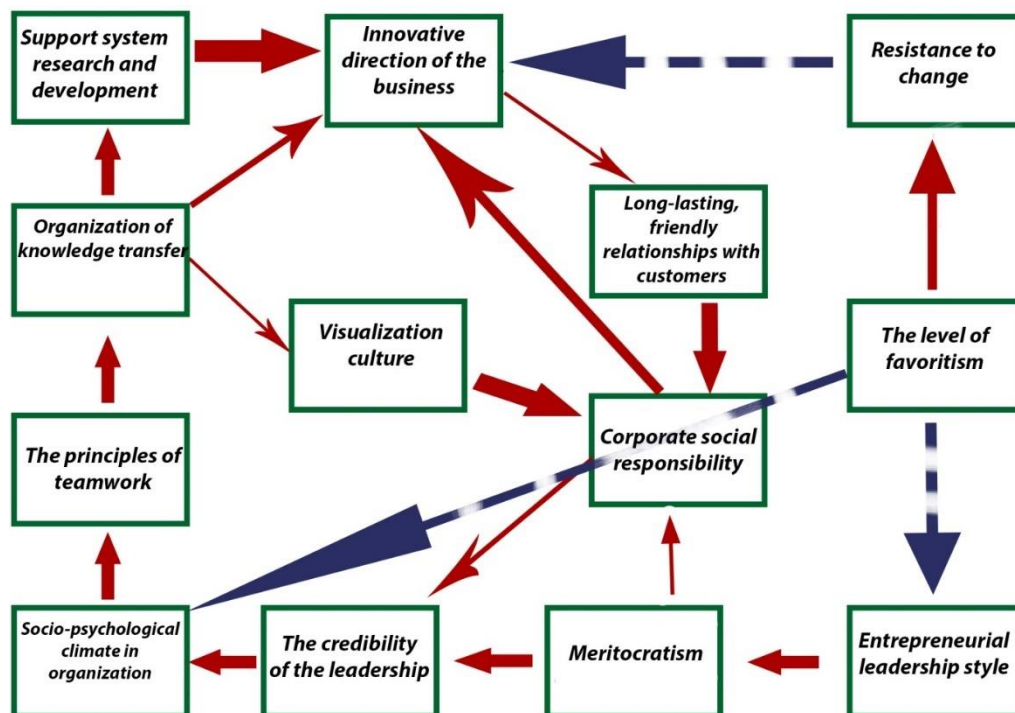 Support system
research and
development
Innovative
direction of the
business
Resistance to
change
Organization of
knowledge transfer
Long-lasting,
friendly
relationships with
customers
Visualization
culture
The level of
favoritism
The principles of
teamwork
Corporate social
responsibility
Socio-psychological
climate in
organization
The credibility
of the leadership
Meritocratism
Entrepreneurial
leadership style